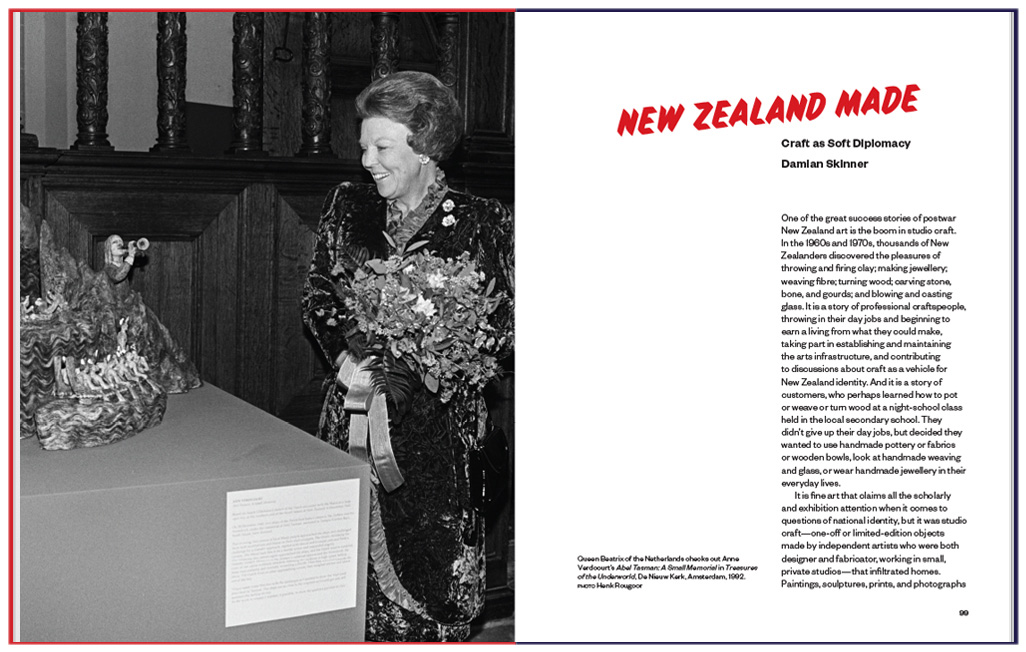 NEW ZEALAND MADE
Craft as Soft Diplomacy
Damian Skinner
One of the great success stories of postwar
New Zealand art is the boom in studio craft.
In the 1960s and 1970s, thousands of New
Zealanders discovered the pleasures of
throwing and firing clay; making jewellery;
weaving fibre; turning wood; carving stone,
bone, and gourds; and blowing and casting
glass. It is a story of professional craftspeople,
throwing in their day jobs and beginning to
earn a living from what they could make,
taking part in establishing and maintaining
the arts infrastructure, and contributing
to discussions about craft as a vehicle for
New Zealand identity. And it is a story of
customers, who perhaps learned how to pot
or weave or turn wood at a night-school class
held in the local secondary school. They
didn't give up their day jobs, but decided they
wanted to use handmade pottery or fabrics
or wooden bowls, look at handmade weaving
and glass, or wear handmade jewellery in their
everyday lives.
It is fine art that claims all the scholarly
and exhibition attention when it comes to
questions of national identity, but it was studio
craft—one-off or limited-edition objects
made by independent artists who were both
designer and fabricator, working in small,
private studios—that infiltrated homes.
Paintings, sculptures, prints, and photographs
Queen Beatrix of the Netherlands checks out Anne
Verdcourt's Abel Tasman: A Small Memorial in Treasures
of the Underworld, De Nieuw Kerk, Amsterdam, 1992.
PHOTO Henk Rougoor
99